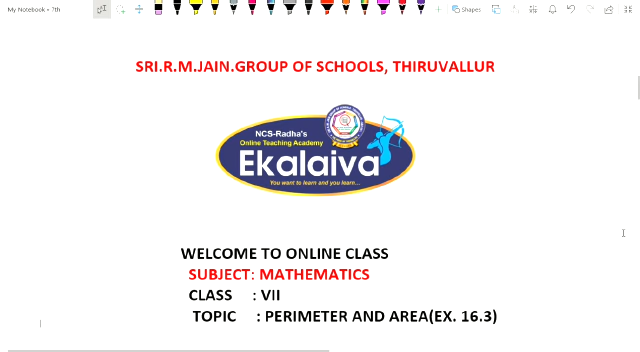 My Notebook • 7th
Shapes
SRI.R.M.JAIN.GROUP OF SCHOOLS, THIRUVALLUR
NCS-Radha's
Online Teaching Academy
Ekalaiva
You want to learn and you learn...
WELCOME TO ONLINE CLASS
SUBJECT: MATHEMATICS
CLASS : VII
TOPIC : PERIMETER AND AREA(EX. 16.3)